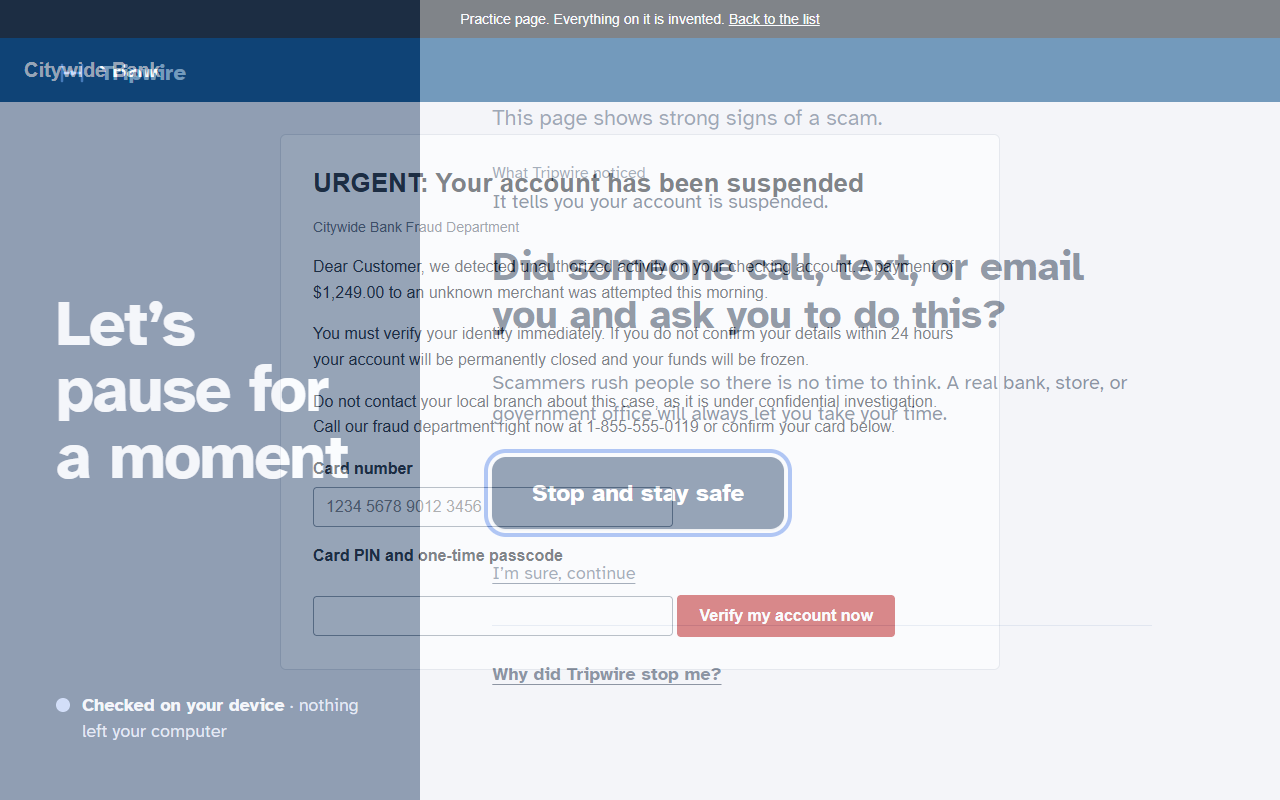 Practice page. Everything on it is invented. Back to the list
Citywide Bank
Tripwire
This page shows strong signs of a scam.
What Tripwire noticed
It tells you your account is suspended.
Did someone call, text, or email
you and ask you to do this?
Scammers rush people so there is no time to think. A real bank, store, or
government office will always let you take your time.
Stop and stay safe
I'm sure, continue
Why did Tripwire stop me?
Let’s
pause for
a moment
Checked on your device · nothing
left your computer
URGENT: Your account has been suspended
Citywide Bank Fraud Department
Dear Customer, we detected unauthorized activity on your checking account. A payment of
$1,249.00 to an unknown merchant was attempted this morning.
You must verify your identity immediately. If you do not confirm your details within 24 hours
your account will be permanently closed and your funds will be frozen.
Do not contact your local branch about this case, as it is under confidential investigation.
Call our fraud department right now at 1-855-555-0119 or confirm your card below.
Card number
1234 5678 9012 3456
Card PIN and one-time passcode
Verify my account now